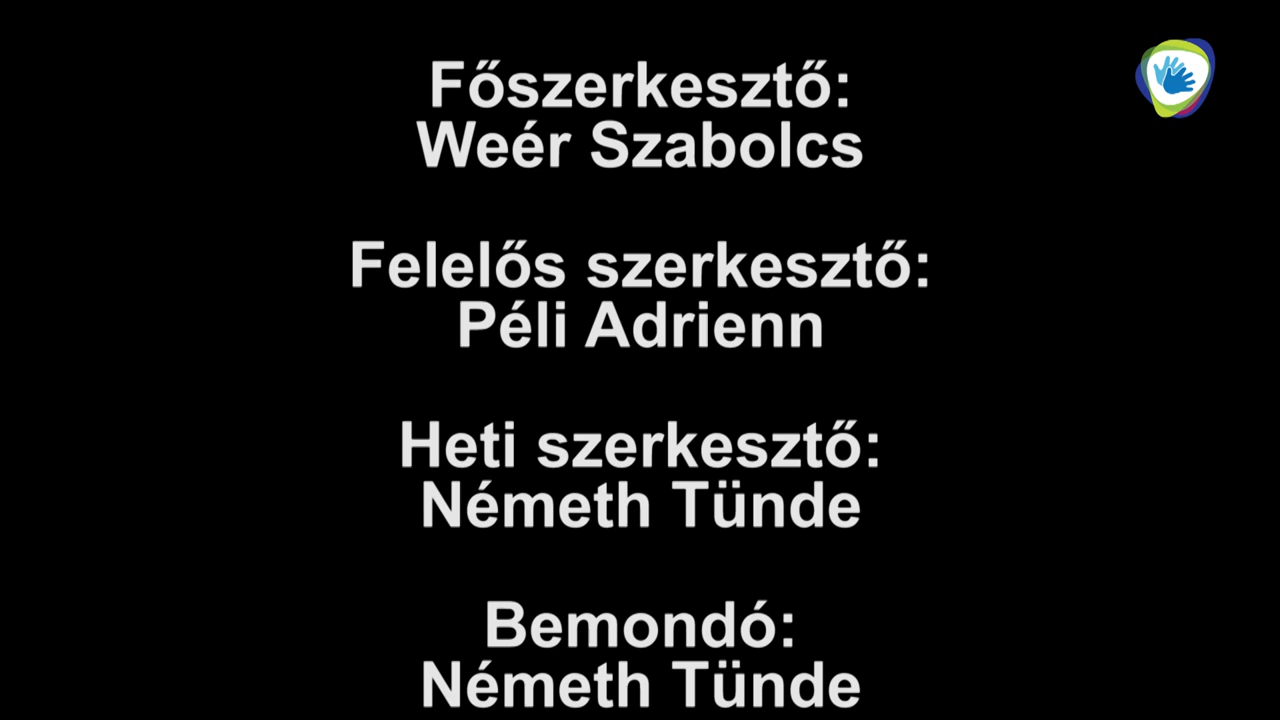 Főszerkesztő:
Weér Szabolcs
Felelős szerkesztő:
Péli Adrienn
Heti szerkesztő:
Németh Tünde
Bemondó:
Németh Tünde